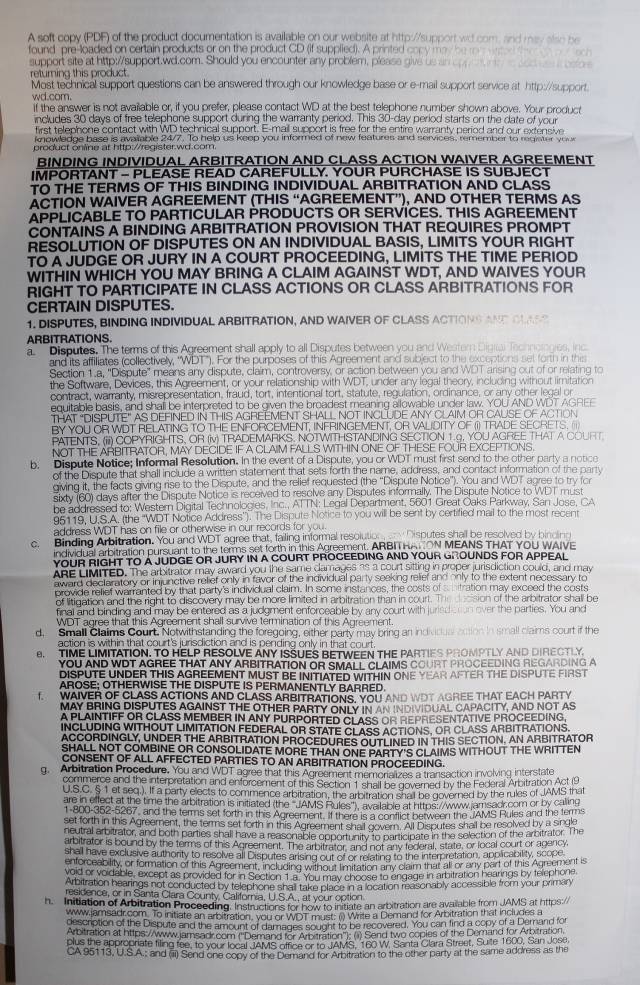 A soft copy (PDF) of the product documentation is available on our website at http://support.wd.com, and may also be
found pre-loaded on certain products or on the product CD (if supplied). A printed copy may be requested through our tech
support site at http://support.wd.com. Should you encounter any problem, please give us an opportunity to address it before
returning this product.
Most technical support questions can be answered through our knowledge base or e-mail support service at http://support.
wd.com.
If the answer is not available or, if you prefer, please contact WD at the best telephone number shown above. Your product
includes 30 days of free telephone support during the warranty period. This 30-day period starts on the date of your
first telephone contact with WD technical support. E-mail support is free for the entire warranty period and our extensive
knowledge base is available 24/7. To help us keep you informed of new features and services, remember to register your
product online at http://register.wd.com.
BINDING INDIVIDUAL ARBITRATION AND CLASS ACTION WAIVER AGREEMENT
IMPORTANT – PLEASE READ CAREFULLY. YOUR PURCHASE IS SUBJECT
TO THE TERMS OF THIS BINDING INDIVIDUAL ARBITRATION AND CLASS
ACTION WAIVER AGREEMENT (THIS “AGREEMENT”), AND OTHER TERMS AS
APPLICABLE TO PARTICULAR PRODUCTS OR SERVICES. THIS AGREEMENT
CONTAINS A BINDING ARBITRATION PROVISION THAT REQUIRES PROMPT
RESOLUTION OF DISPUTES ON AN INDIVIDUAL BASIS, LIMITS YOUR RIGHT
TO A JUDGE OR JURY IN A COURT PROCEEDING, LIMITS THE TIME PERIOD
WITHIN WHICH YOU MAY BRING A CLAIM AGAINST WDT, AND WAIVES YOUR
RIGHT TO PARTICIPATE IN CLASS ACTIONS OR CLASS ARBITRATIONS FOR
CERTAIN DISPUTES.
1. DISPUTES, BINDING INDIVIDUAL ARBITRATION, AND WAIVER OF CLASS ACTIONS AND CLASS
ARBITRATIONS.
a. Disputes. The terms of this Agreement shall apply to all Disputes between you and Western Digital Technologies, Inc.
and its affiliates (collectively, “WDT”). For the purposes of this Agreement and subject to the exceptions set forth in this
Section 1.a, “Dispute” means any dispute, claim, controversy, or action between you and WDT arising out of or relating to
the Software, Devices, this Agreement, or your relationship with WDT, under any legal theory, including without limitation
contract, warranty, misrepresentation, fraud, tort, intentional tort, statute, regulation, ordinance, or any other legal or
equitable basis, and shall be interpreted to be given the broadest meaning allowable under law. YOU AND WDT AGREE
THAT “DISPUTE” AS DEFINED IN THIS AGREEMENT SHALL NOT INCLUDE ANY CLAIM OR CAUSE OF ACTION
BY YOU OR WDT RELATING TO THE ENFORCEMENT, INFRINGEMENT, OR VALIDITY OF (i) TRADE SECRETS, (ii)
PATENTS, (iii) COPYRIGHTS, OR (iv) TRADEMARKS. NOTWITHSTANDING SECTION 1.g, YOU AGREE THAT A COURT,
NOT THE ARBITRATOR, MAY DECIDE IF A CLAIM FALLS WITHIN ONE OF THESE FOUR EXCEPTIONS.
b. Dispute Notice; Informal Resolution. In the event of a Dispute, you or WDT must first send to the other party a notice
of the Dispute that shall include a written statement that sets forth the name, address, and contact information of the party
giving it, the facts giving rise to the Dispute, and the relief requested (the “Dispute Notice”). You and WDT agree to try for
sixty (60) days after the Dispute Notice is received to resolve any Disputes informally. The Dispute Notice to WDT must
be addressed to: Western Digital Technologies, Inc., ATTN: Legal Department, 5601 Great Oaks Parkway, San Jose, CA
95119, U.S.A. (the “WDT Notice Address”). The Dispute Notice to you will be sent by certified mail to the most recent
address WDT has on file or otherwise in our records for you.
c. Binding Arbitration. You and WDT agree that, failing informal resolution, any Disputes shall be resolved by binding
individual arbitration pursuant to the terms set forth in this Agreement. ARBITRATION MEANS THAT YOU WAIVE
YOUR RIGHT TO A JUDGE OR JURY IN A COURT PROCEEDING AND YOUR GROUNDS FOR APPEAL
ARE LIMITED. The arbitrator may award you the same damages as a court sitting in proper jurisdiction could, and may
award declaratory or injunctive relief only in favor of the individual party seeking relief and only to the extent necessary to
provide relief warranted by that party’s individual claim. In some instances, the costs of arbitration may exceed the costs
of litigation and the right to discovery may be more limited in arbitration than in court. The decision of the arbitrator shall be
final and binding and may be entered as a judgment enforceable by any court with jurisdiction over the parties. You and
WDT agree that this Agreement shall survive termination of this Agreement.
d. Small Claims Court. Notwithstanding the foregoing, either party may bring an individual action in small claims court if the
action is within that court’s jurisdiction and is pending only in that court.
e. TIME LIMITATION. TO HELP RESOLVE ANY ISSUES BETWEEN THE PARTIES PROMPTLY AND DIRECTLY,
YOU AND WDT AGREE THAT ANY ARBITRATION OR SMALL CLAIMS COURT PROCEEDING REGARDING A
DISPUTE UNDER THIS AGREEMENT MUST BE INITIATED WITHIN ONE YEAR AFTER THE DISPUTE FIRST
AROSE; OTHERWISE THE DISPUTE IS PERMANENTLY BARRED.
f. WAIVER OF CLASS ACTIONS AND CLASS ARBITRATIONS. YOU AND WDT AGREE THAT EACH PARTY
MAY BRING DISPUTES AGAINST THE OTHER PARTY ONLY IN AN INDIVIDUAL CAPACITY, AND NOT AS
A PLAINTIFF OR CLASS MEMBER IN ANY PURPORTED CLASS OR REPRESENTATIVE PROCEEDING,
INCLUDING WITHOUT LIMITATION FEDERAL OR STATE CLASS ACTIONS, OR CLASS ARBITRATIONS.
ACCORDINGLY, UNDER THE ARBITRATION PROCEDURES OUTLINED IN THIS SECTION, AN ARBITRATOR
SHALL NOT COMBINE OR CONSOLIDATE MORE THAN ONE PARTY’S CLAIMS WITHOUT THE WRITTEN
CONSENT OF ALL AFFECTED PARTIES TO AN ARBITRATION PROCEEDING.
g. Arbitration Procedure. You and WDT agree that this Agreement memorializes a transaction involving interstate
commerce and the interpretation and enforcement of this Section 1 shall be governed by the Federal Arbitration Act (9
U.S.C. § 1 et seq.). If a party elects to commence arbitration, the arbitration shall be governed by the rules of JAMS that
are in effect at the time the arbitration is initiated (the “JAMS Rules”), available at https://www.jamsadr.com or by calling
1-800-352-5267, and the terms set forth in this Agreement. If there is a conflict between the JAMS Rules and the terms
set forth in this Agreement, the terms set forth in this Agreement shall govern. All Disputes shall be resolved by a single
neutral arbitrator, and both parties shall have a reasonable opportunity to participate in the selection of the arbitrator. The
arbitrator is bound by the terms of this Agreement. The arbitrator, and not any federal, state, or local court or agency,
shall have exclusive authority to resolve all Disputes arising out of or relating to the interpretation, applicability, scope,
enforceability, or formation of this Agreement, including without limitation any claim that all or any part of this Agreement is
void or voidable, except as provided for in Section 1.a. You may choose to engage in arbitration hearings by telephone.
Arbitration hearings not conducted by telephone shall take place in a location reasonably accessible from your primary
residence, or in Santa Clara County, California, U.S.A., at your option.
h. Initiation of Arbitration Proceeding. Instructions for how to initiate an arbitration are available from JAMS at https://
www.jamsadr.com. To initiate an arbitration, you or WDT must: (i) Write a Demand for Arbitration that includes a
description of the Dispute and the amount of damages sought to be recovered. You can find a copy of a Demand for
Arbitration at https://www.jamsadr.com (“Demand for Arbitration”); (ii) Send two copies of the Demand for Arbitration,
plus the appropriate filing fee, to your local JAMS office or to JAMS, 160 W. Santa Clara Street, Suite 1600, San Jose,
CA 95113, U.S.A.; and (iii) Send one copy of the Demand for Arbitration to the other party at the same address as the